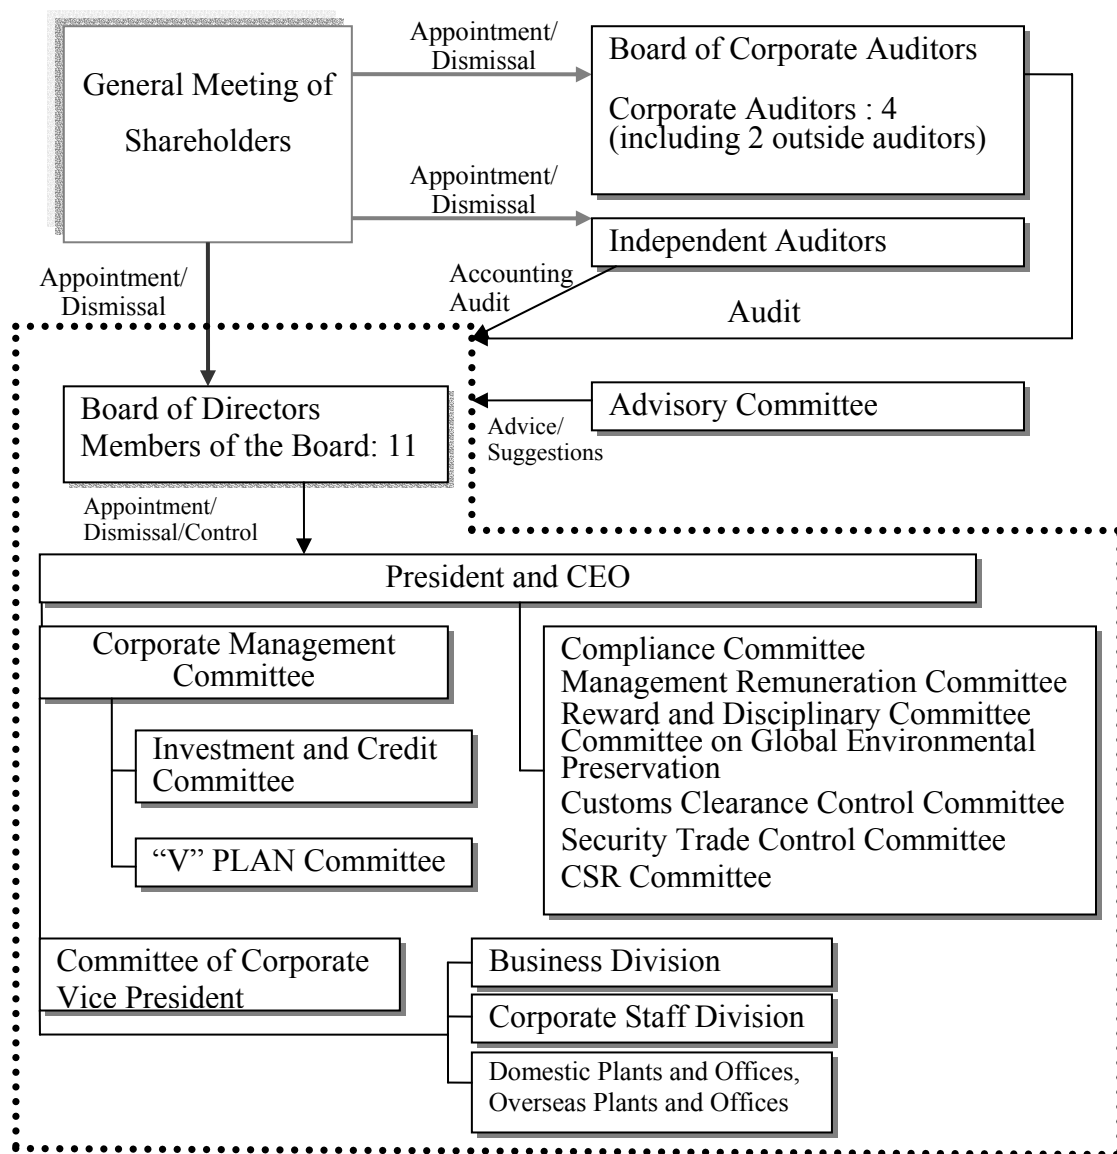 General Meeting of
Shareholders
Appointment/
Dismissal
Board of Corporate Auditors
Corporate Auditors : 4
(including 2 outside auditors)
Appointment/
Dismissal
Independent Auditors
Appointment/
Dismissal
Accounting
Audit
Audit
Board of Directors
Members of the Board: 11
Advisory Committee
Advice/
Suggestions
Appointment/
Dismissal/Control
President and CEO
Corporate Management
Committee
Investment and Credit
Committee
“V” PLAN Committee
Compliance Committee
Management Remuneration Committee
Reward and Disciplinary Committee
Committee on Global Environmental
Preservation
Customs Clearance Control Committee
Security Trade Control Committee
CSR Committee
Committee of Corporate
Vice President
Business Division
Corporate Staff Division
Domestic Plants and Offices,
Overseas Plants and Offices